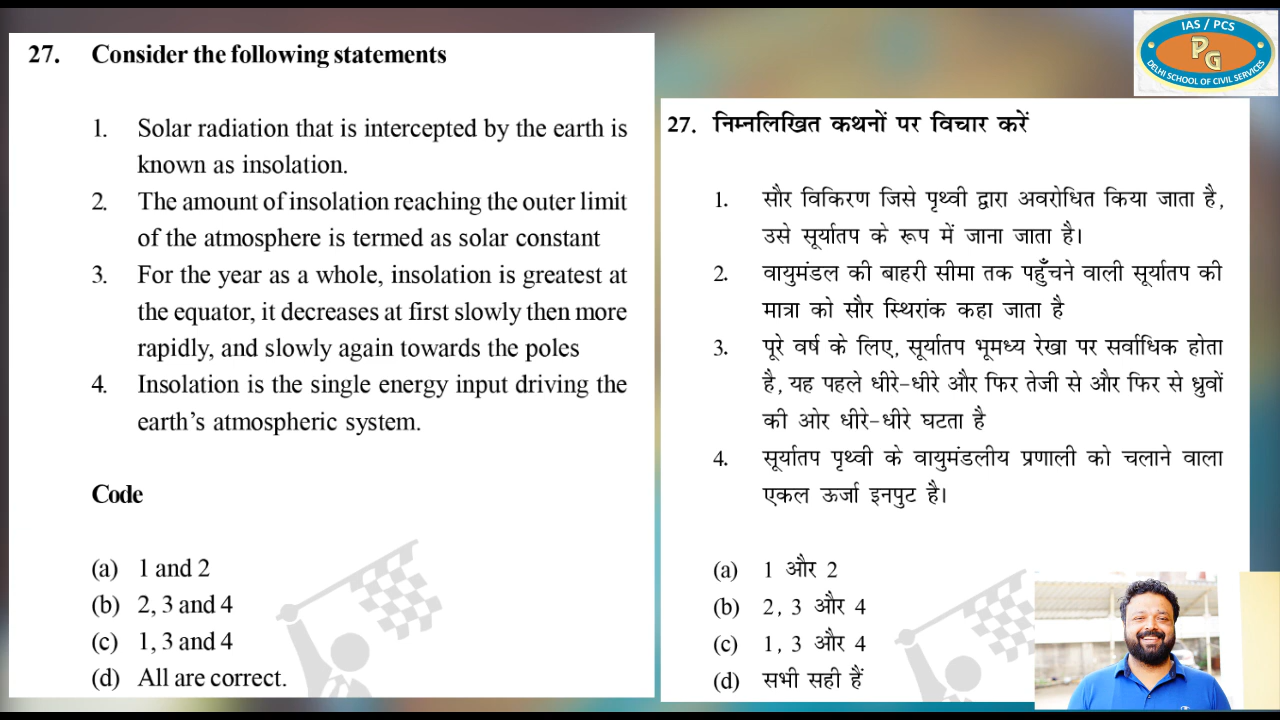 IAS / PCS
PG
DELHI SCHOOL OF CIVIL SERVICES
27. Consider the following statements
1. Solar radiation that is intercepted by the earth is
known as insolation.
2. The amount of insolation reaching the outer limit
of the atmosphere is termed as solar constant
3. For the year as a whole, insolation is greatest at
the equator, it decreases at first slowly then more
rapidly, and slowly again towards the poles
4. Insolation is the single energy input driving the
earth’s atmospheric system.
Code
(a) 1 and 2
(b) 2, 3 and 4
(c) 1, 3 and 4
(d) All are correct.
27. निम्नलिखित कथनों पर विचार करें
1. सौर विकिरण जिसे पृथ्वी द्वारा अवरोधित किया जाता है,
उसे सूर्यातप के रूप में जाना जाता है।
2. वायुमंडल की बाहरी सीमा तक पहुँचने वाली सूर्यातप की
मात्रा को सौर स्थिरांक कहा जाता है
3. पूरे वर्ष के लिए, सूर्यातप भूमध्य रेखा पर सर्वाधिक होता
है, यह पहले धीरे-धीरे और फिर तेजी से और फिर से ध्रुवों
की ओर धीरे-धीरे घटता है
4. सूर्यातप पृथ्वी के वायुमंडलीय प्रणाली को चलाने वाला
एकल ऊर्जा इनपुट है।
(a) 1 और 2
(b) 2, 3 और 4
(c) 1, 3 और 4
(d) सभी सही हैं